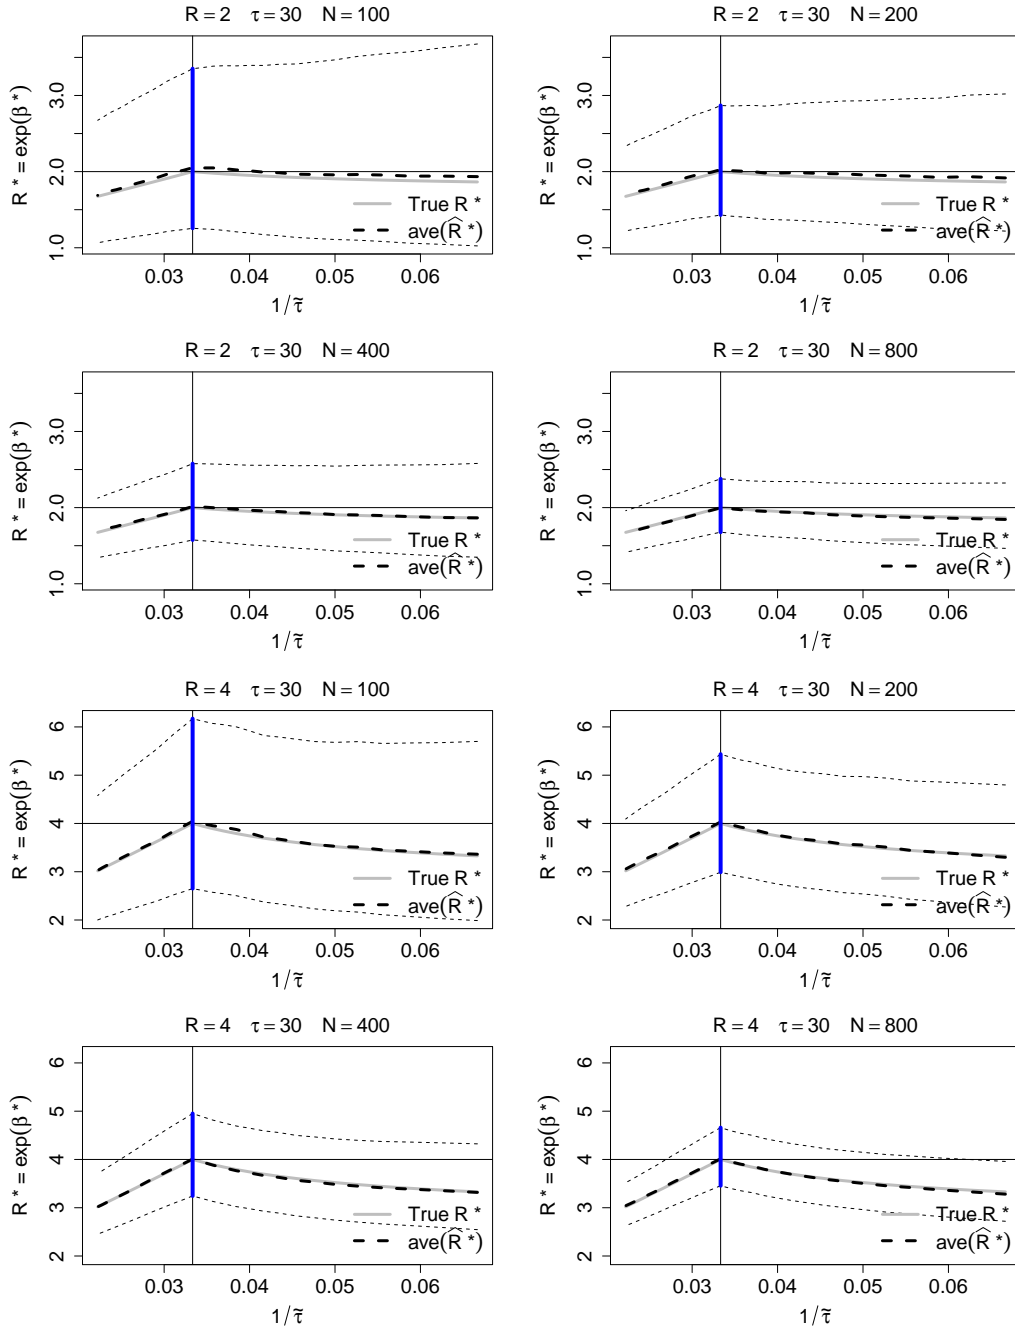 R = 2 τ = 30 N = 100
R * = exp(β *)
1.0 2.0 3.0
True R *
ave(R̂ *)
0.03 0.04 0.05 0.06
1/τ̃
R = 2 τ = 30 N = 200
R * = exp(β *)
1.0 2.0 3.0
True R *
ave(R̂ *)
0.03 0.04 0.05 0.06
1/τ̃
R = 2 τ = 30 N = 400
R * = exp(β *)
1.0 2.0 3.0
True R *
ave(R̂ *)
0.03 0.04 0.05 0.06
1/τ̃
R = 2 τ = 30 N = 800
R * = exp(β *)
1.0 2.0 3.0
True R *
ave(R̂ *)
0.03 0.04 0.05 0.06
1/τ̃
R = 4 τ = 30 N = 100
R * = exp(β *)
2 3 4 5 6
True R *
ave(R̂ *)
0.03 0.04 0.05 0.06
1/τ̃
R = 4 τ = 30 N = 200
R * = exp(β *)
2 3 4 5 6
True R *
ave(R̂ *)
0.03 0.04 0.05 0.06
1/τ̃
R = 4 τ = 30 N = 400
R * = exp(β *)
2 3 4 5 6
True R *
ave(R̂ *)
0.03 0.04 0.05 0.06
1/τ̃
R = 4 τ = 30 N = 800
R * = exp(β *)
2 3 4 5 6
True R *
ave(R̂ *)
0.03 0.04 0.05 0.06
1/τ̃